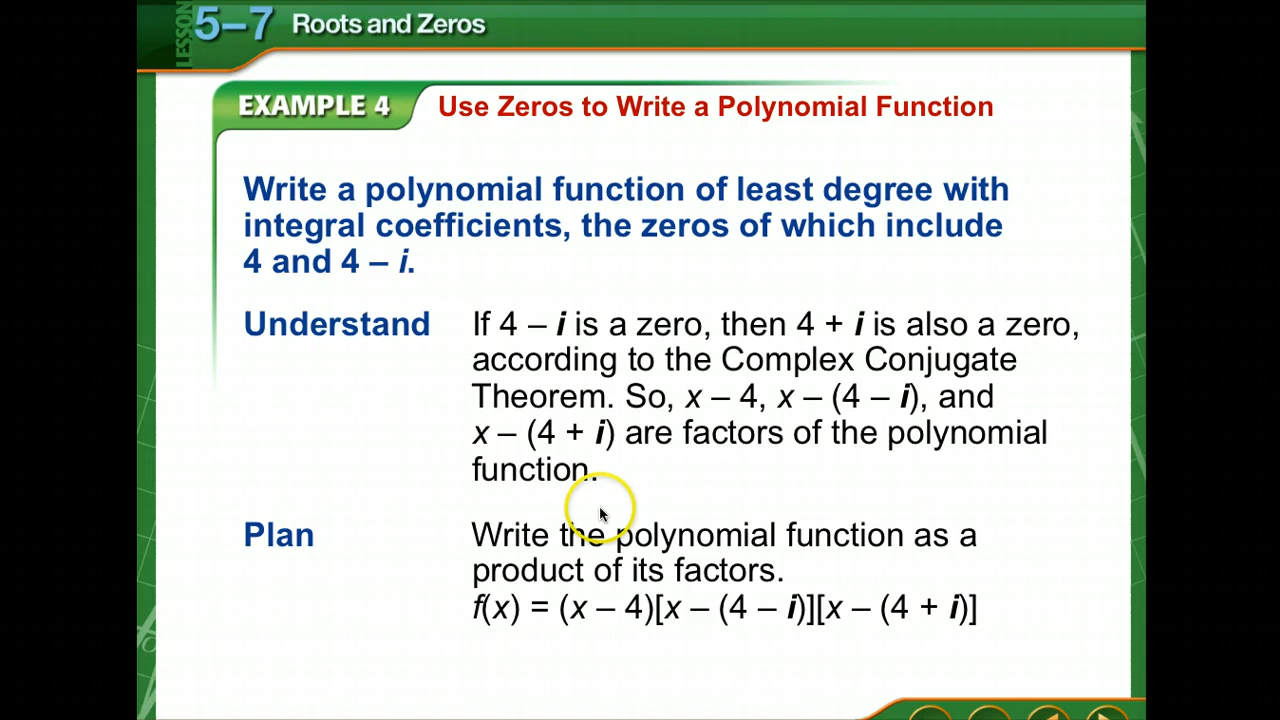 LESSON
5–7 Roots and Zeros
EXAMPLE 4 Use Zeros to Write a Polynomial Function
Write a polynomial function of least degree with
integral coefficients, the zeros of which include
4 and 4 – i.
Understand If 4 – i is a zero, then 4 + i is also a zero,
according to the Complex Conjugate
Theorem. So, x – 4, x – (4 – i), and
x – (4 + i) are factors of the polynomial
function.
Plan Write the polynomial function as a
product of its factors.
f(x) = (x – 4)[x – (4 – i)][x – (4 + i)]